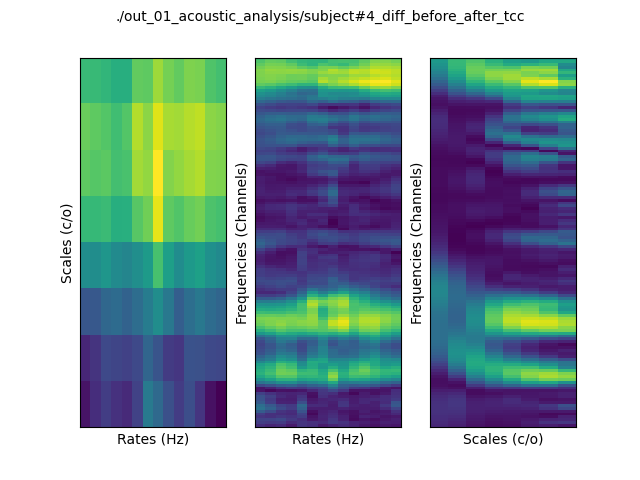 ./out_01_acoustic_analysis/subject#4_diff_before_after_tcc
Scales (c/o)
Rates (Hz)
Frequencies (Channels)
Rates (Hz)
Frequencies (Channels)
Scales (c/o)